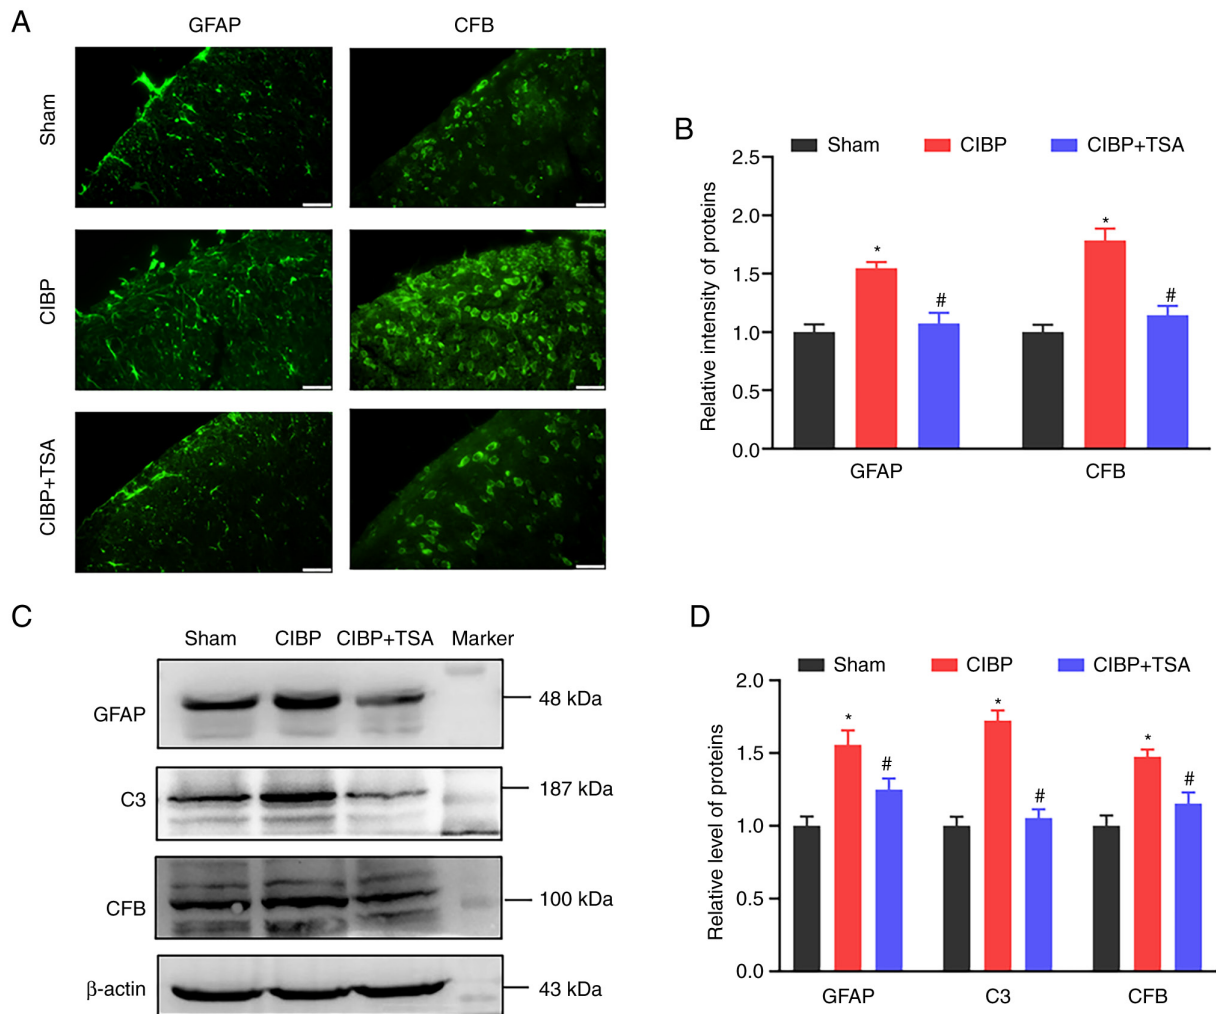 A
GFAP
CFB
Sham
CIBP
CIBP+TSA
B
Sham
CIBP
CIBP+TSA
Relative intensity of proteins
2.5
2.0
1.5
1.0
0.5
0.0
*
#
*
#
GFAP
CFB
C
Sham
CIBP
CIBP+TSA
Marker
GFAP
48 kDa
C3
187 kDa
CFB
100 kDa
β-actin
43 kDa
D
Sham
CIBP
CIBP+TSA
Relative level of proteins
2.0
1.5
1.0
0.5
0.0
*
#
*
#
*
#
GFAP
C3
CFB